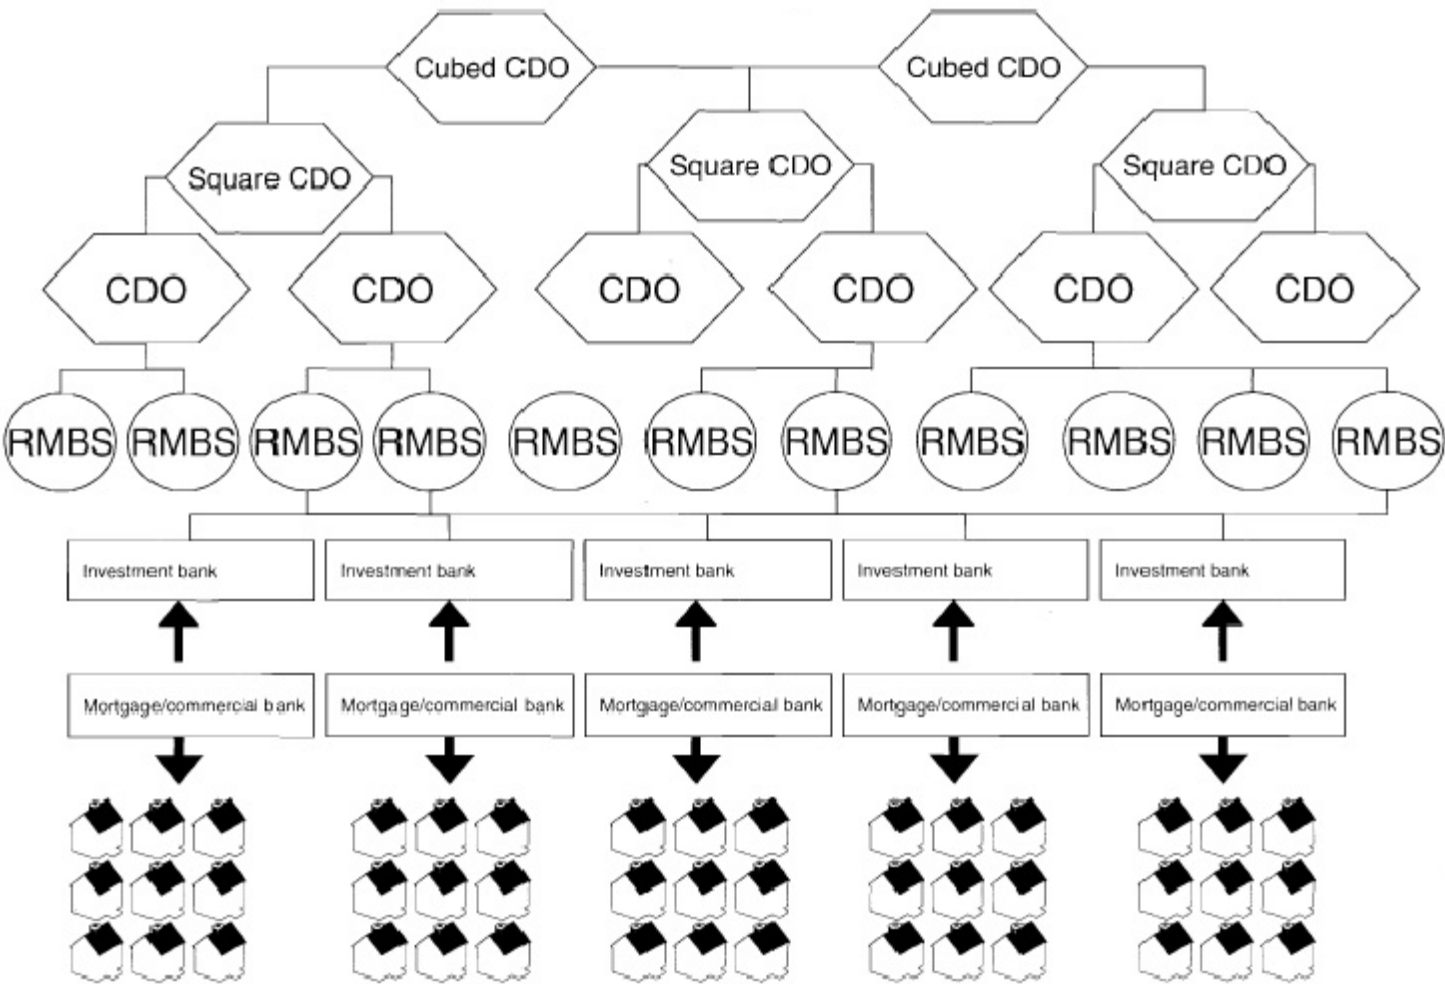 Cubed CDO
Cubed CDO
Square CDO
Square CDO
Square CDO
CDO
CDO
CDO
CDO
CDO
CDO
RMBS
RMBS
RMBS
RMBS
RMBS
RMBS
RMBS
RMBS
RMBS
RMBS
RMBS
Investment bank
Investment bank
Investment bank
Investment bank
Investment bank
Mortgage/commercial bank
Mortgage/commercial bank
Mortgage/commercial bank
Mortgage/commercial bank
Mortgage/commercial bank